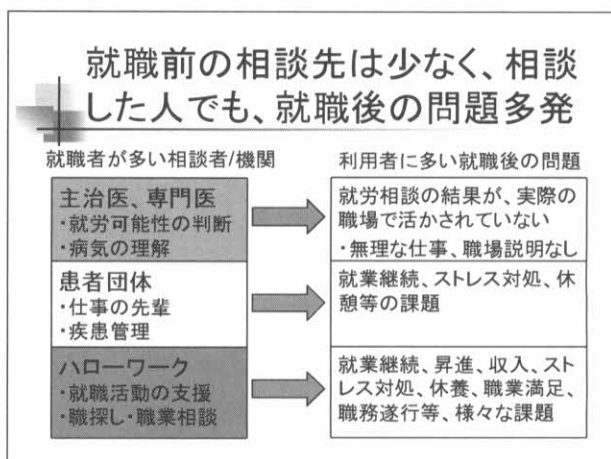 就職前の相談先は少なく、相談
した人でも、就職後の問題多発
就職者が多い相談者/機関
利用者に多い就職後の問題
主治医、専門医
・就労可能性の判断
・病気の理解
就労相談の結果が、実際の
職場で活かされていない
・無理な仕事、職場説明なし
患者団体
・仕事の先輩
・疾患管理
就業継続、ストレス対処、休
憩等の課題
ハローワーク
・就職活動の支援
・職探し・職業相談
就業継続、昇進、収入、スト
レス対処、休養、職業満足、
職務遂行等、様々な課題